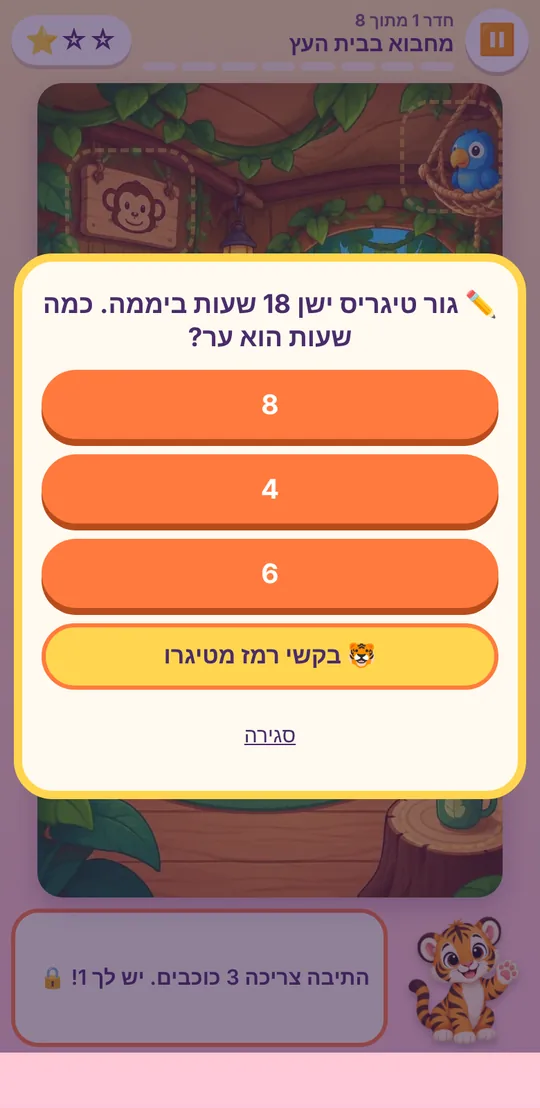 חדר 1 מתוך 8
מחבוא בבית העץ
✏️ גור טיגריס ישן 18 שעות ביממה. כמה
שעות הוא ער?
8
4
6
🐯 בקשי רמז מטיגרו
סגירה
התיבה צריכה 3 כוכבים. יש לך 1! 🔒